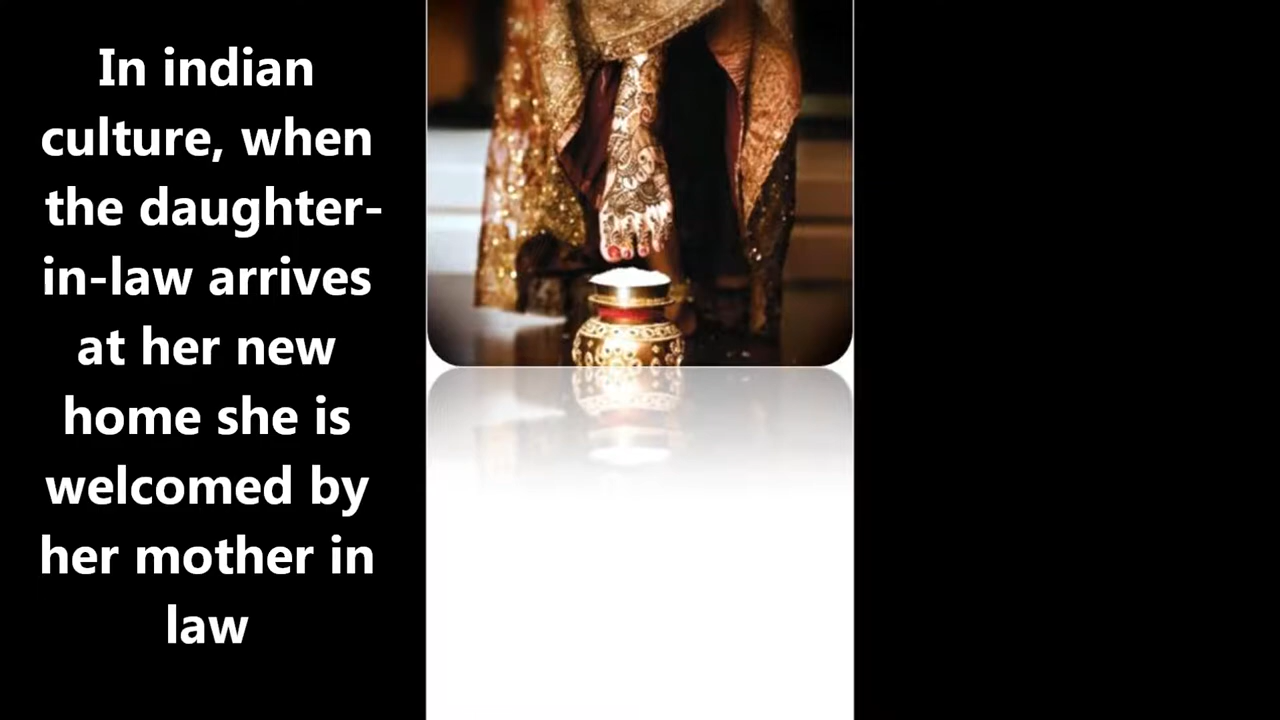 In indian
culture, when
the daughter-
in-law arrives
at her new
home she is
welcomed by
her mother in
law